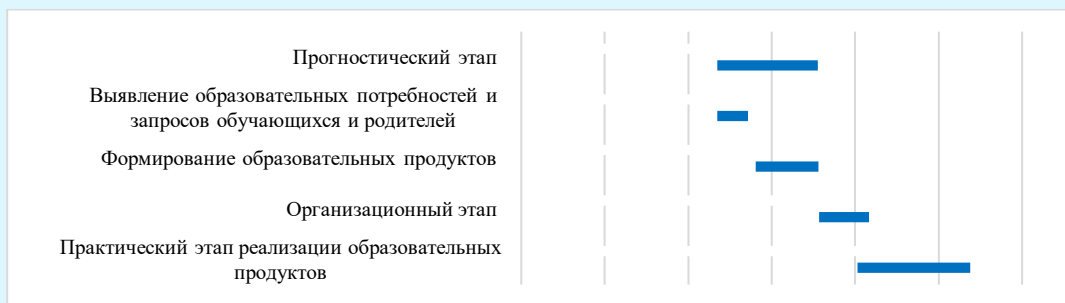 Прогностический этап
Выявление образовательных потребностей и
запросов обучающихся и родителей
Формирование образовательных продуктов
Организационный этап
Практический этап реализации образовательных
продуктов